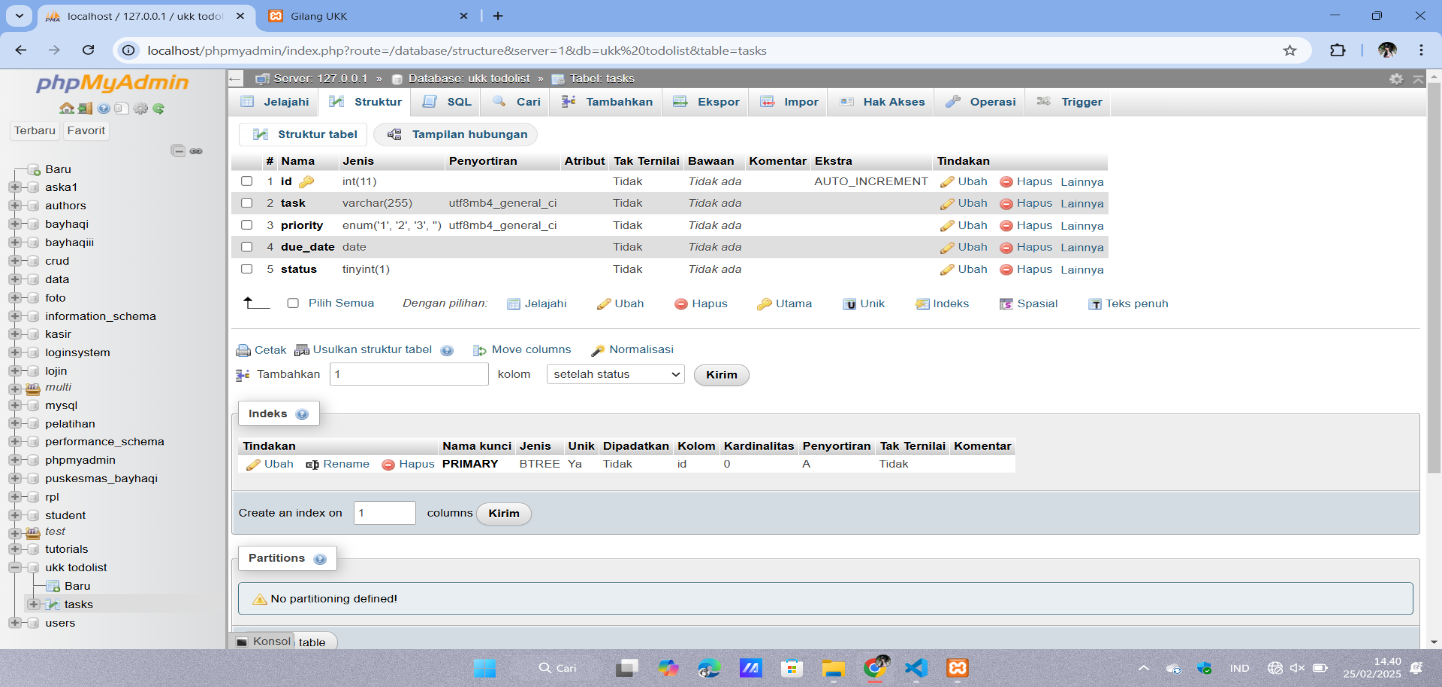 localhost / 127.0.0.1 / ukk todol
Gilang UKK
localhost/phpmyadmin/index.php?route=/database/structure&server=1&db=ukk%20todolist&table=tasks
phpMyAdmin
Terbaru Favorit
Baru
aska1
authors
bayhaqi
bayhaqiii
crud
data
foto
information_schema
kasir
loginsystem
lojin
multi
mysql
pelatihan
performance_schema
phpmyadmin
puskesmas_bayhaqi
rpl
student
test
tutorials
ukk todolist
Baru
tasks
users
Server: 127.0.0.1 » Database: ukk todolist » Tabel: tasks
Jelajahi Struktur SQL Cari Tambahkan Ekspor Impor Hak Akses Operasi Trigger
Struktur tabel Tampilan hubungan
# Nama Jenis Penyortiran Atribut Tak Ternilai Bawaan Komentar Ekstra Tindakan
1 id int(11) Tidak Tidak ada AUTO_INCREMENT Ubah Hapus Lainnya
2 task varchar(255) utf8mb4_general_ci Tidak Tidak ada Ubah Hapus Lainnya
3 priority enum('1', '2', '3', '') utf8mb4_general_ci Tidak Tidak ada Ubah Hapus Lainnya
4 due_date date Tidak Tidak ada Ubah Hapus Lainnya
5 status tinyint(1) Tidak Tidak ada Ubah Hapus Lainnya
Pilih Semua Dengan pilihan: Jelajahi Ubah Hapus Utama Unik Indeks Spasial Teks penuh
Cetak Usulkan struktur tabel Move columns Normalisasi
Tambahkan 1 kolom setelah status Kirim
Indeks
Tindakan Nama kunci Jenis Unik Dipadatkan Kolom Kardinalitas Penyortiran Tak Ternilai Komentar
Ubah Rename Hapus PRIMARY BTREE Ya Tidak id 0 A Tidak
Create an index on 1 columns Kirim
Partitions
No partitioning defined!
Konsol table
Cari
IND
14.40
25/02/2025